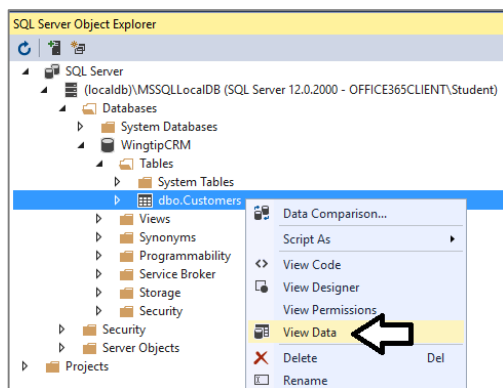 SQL Server Object Explorer
SQL Server
(localdb)\MSSQLLocalDB (SQL Server 12.0.2000 - OFFICE365CLIENT\Student)
Databases
System Databases
WingtipCRM
Tables
System Tables
dbo.Customers
Views
Synonyms
Programmability
Service Broker
Storage
Security
Security
Server Objects
Projects
Data Comparison...
Script As
View Code
View Designer
View Permissions
View Data
Delete Del
Rename